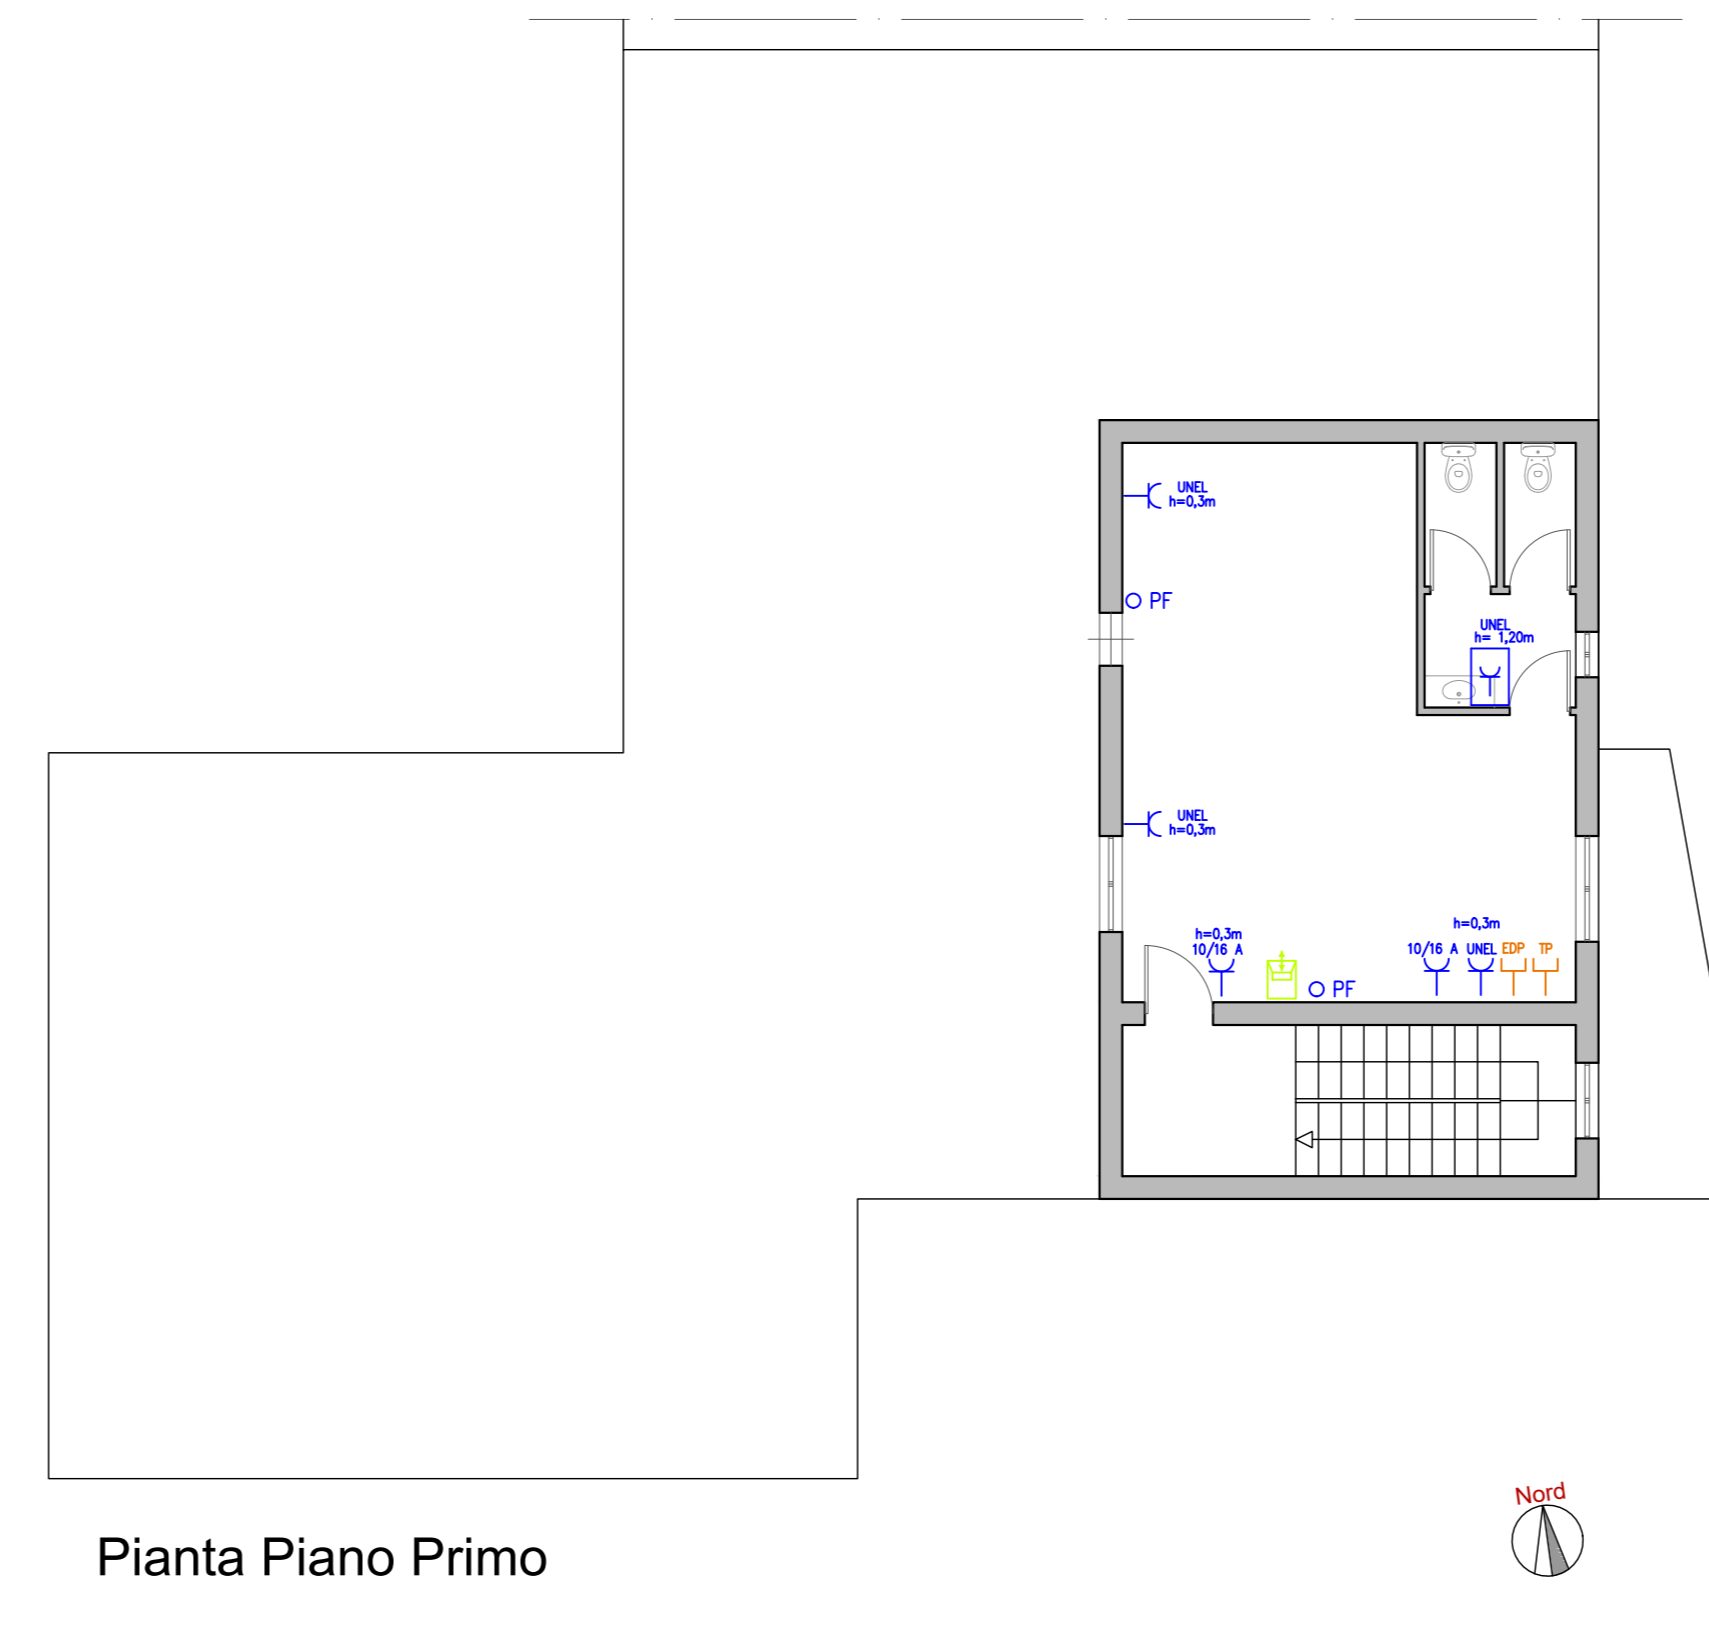 UNEL
h=0,3m
PF
UNEL
h= 1,20m
UNEL
h=0,3m
h=0,3m
10/16 A
PF
h=0,3m
10/16 A UNEL EDP TP
Nord
Pianta Piano Primo